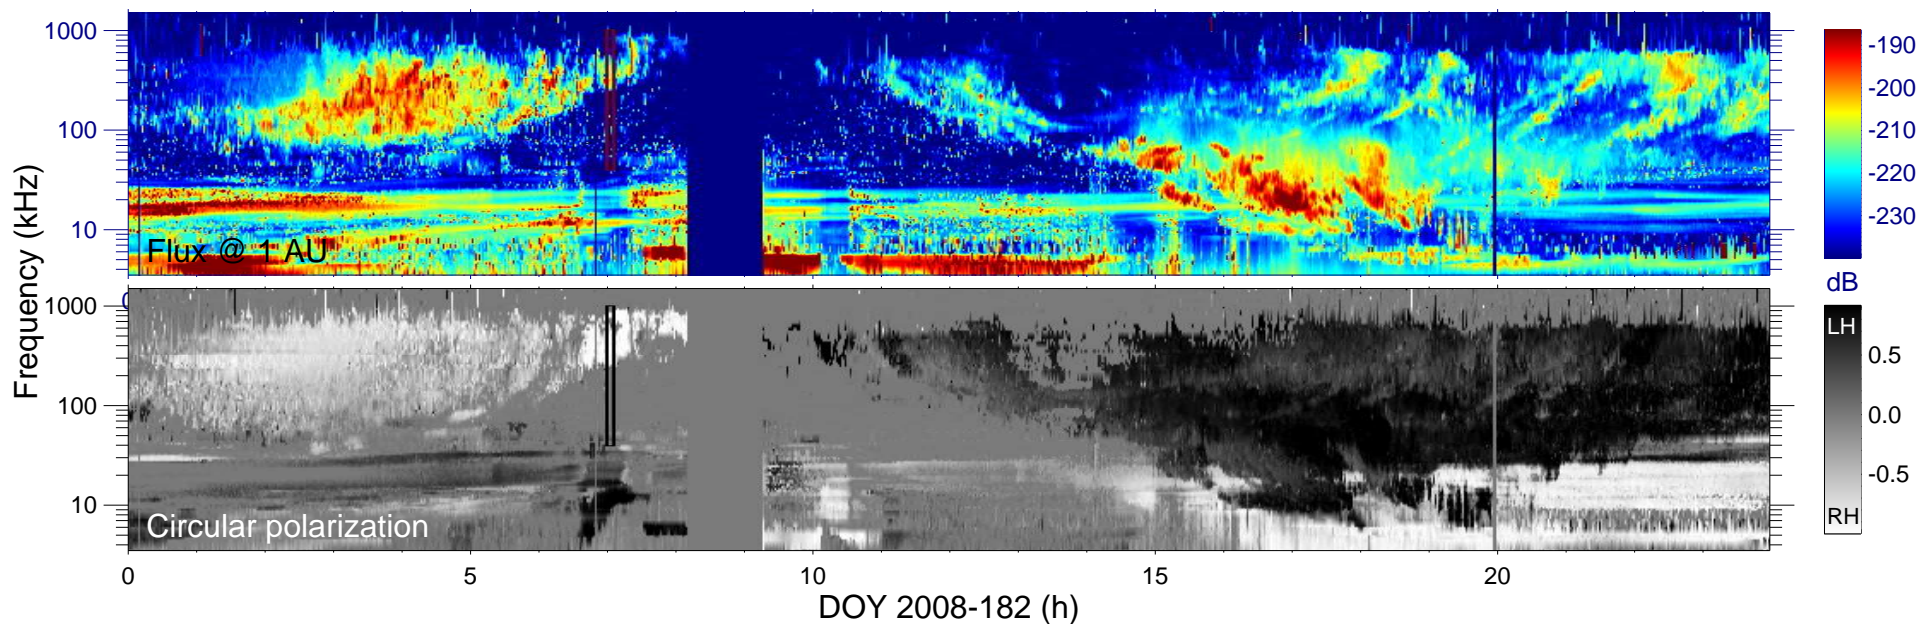 1000
100
10
Flux @ 1 AU
-190
-200
-210
-220
-230
dB
Frequency (kHz)
0
1000
100
10
Circular polarization
LH
0.5
0.0
-0.5
RH
0 5 10 15 20
DOY 2008-182 (h)